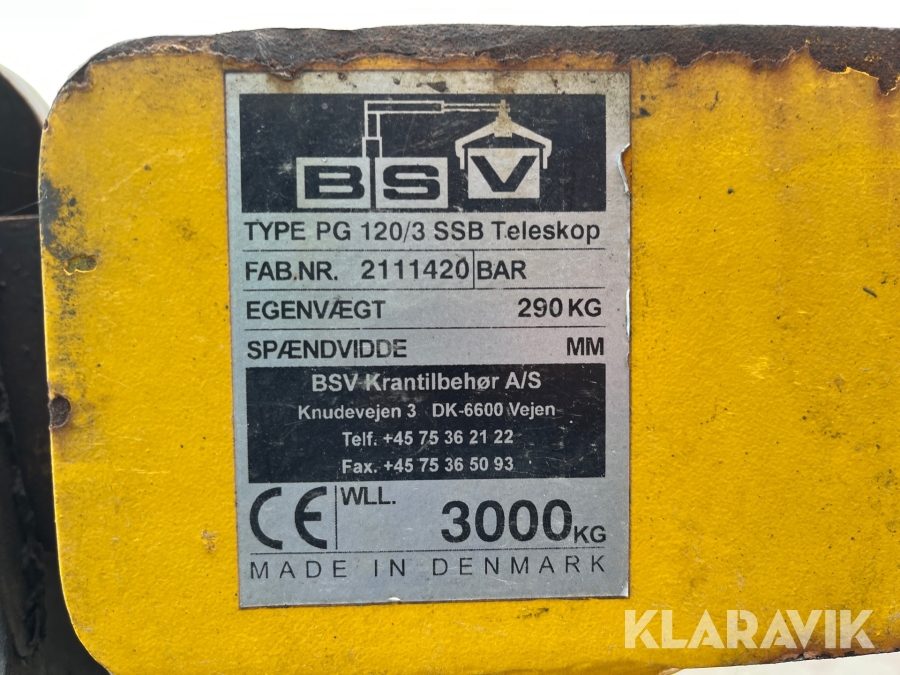 BSV
TYPE PG 120/3 SSB Teleskop
FAB.NR. 2111420 BAR
EGENVÆGT 290 KG
SPÆNDVIDDE MM
BSV Krantilbehør A/S
Knudevejen 3 DK-6600 Vejen
Telf. +45 75 36 21 22
Fax. +45 75 36 50 93
CE WLL. 3000 KG
MADE IN DENMARK
KLARAVIK